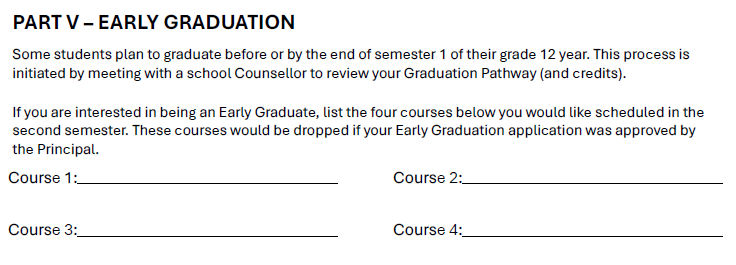 PART V – EARLY GRADUATION
Some students plan to graduate before or by the end of semester 1 of their grade 12 year. This process is
initiated by meeting with a school Counsellor to review your Graduation Pathway (and credits).
If you are interested in being an Early Graduate, list the four courses below you would like scheduled in the
second semester. These courses would be dropped if your Early Graduation application was approved by
the Principal.
Course 1:
Course 2:
Course 3:
Course 4: